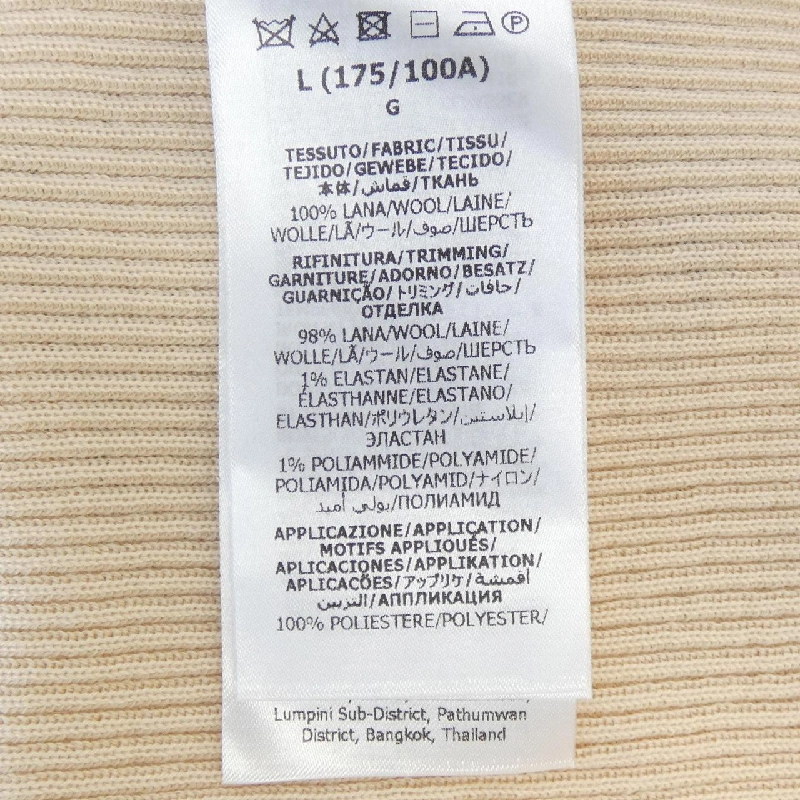 P
L (175/100A)
G
TESSUTO/FABRIC/TISSU/
TEJIDO/GEWEBE/TECIDO/
本体/قماش/ТКАНЬ
100% LANA/WOOL/LAINE/
WOLLE/LÃ/ウール/صوف/ШЕРСТЬ
RIFINITURA/TRIMMING/
GARNITURE/ADORNO/BESATZ/
GUARNIÇÃO/トリミング/حافات/
ОТДЕЛКА
98% LANA/WOOL/LAINE/
WOLLE/LÃ/ウール/صوف/ШЕРСТЬ
1% ELASTAN/ELASTANE/
ÉLASTHANNE/ELASTANO/
ELASTHAN/ポリウレタン/إيلاستين/
ЭЛАСТАН
1% POLIAMMIDE/POLYAMIDE/
POLIAMIDA/POLYAMID/ナイロン/
بولي أميد/ПОЛИАМИД
APPLICAZIONE/APPLICATION/
MOTIFS APPLIQUÉS/
APLICACIONES/APPLIKATION/
APLICAÇÕES/アップリケ/أقمشة
التزيين/АППЛИКАЦИЯ
100% POLIESTERE/POLYESTER/
Lumpini Sub-District, Pathumwan
District, Bangkok, Thailand